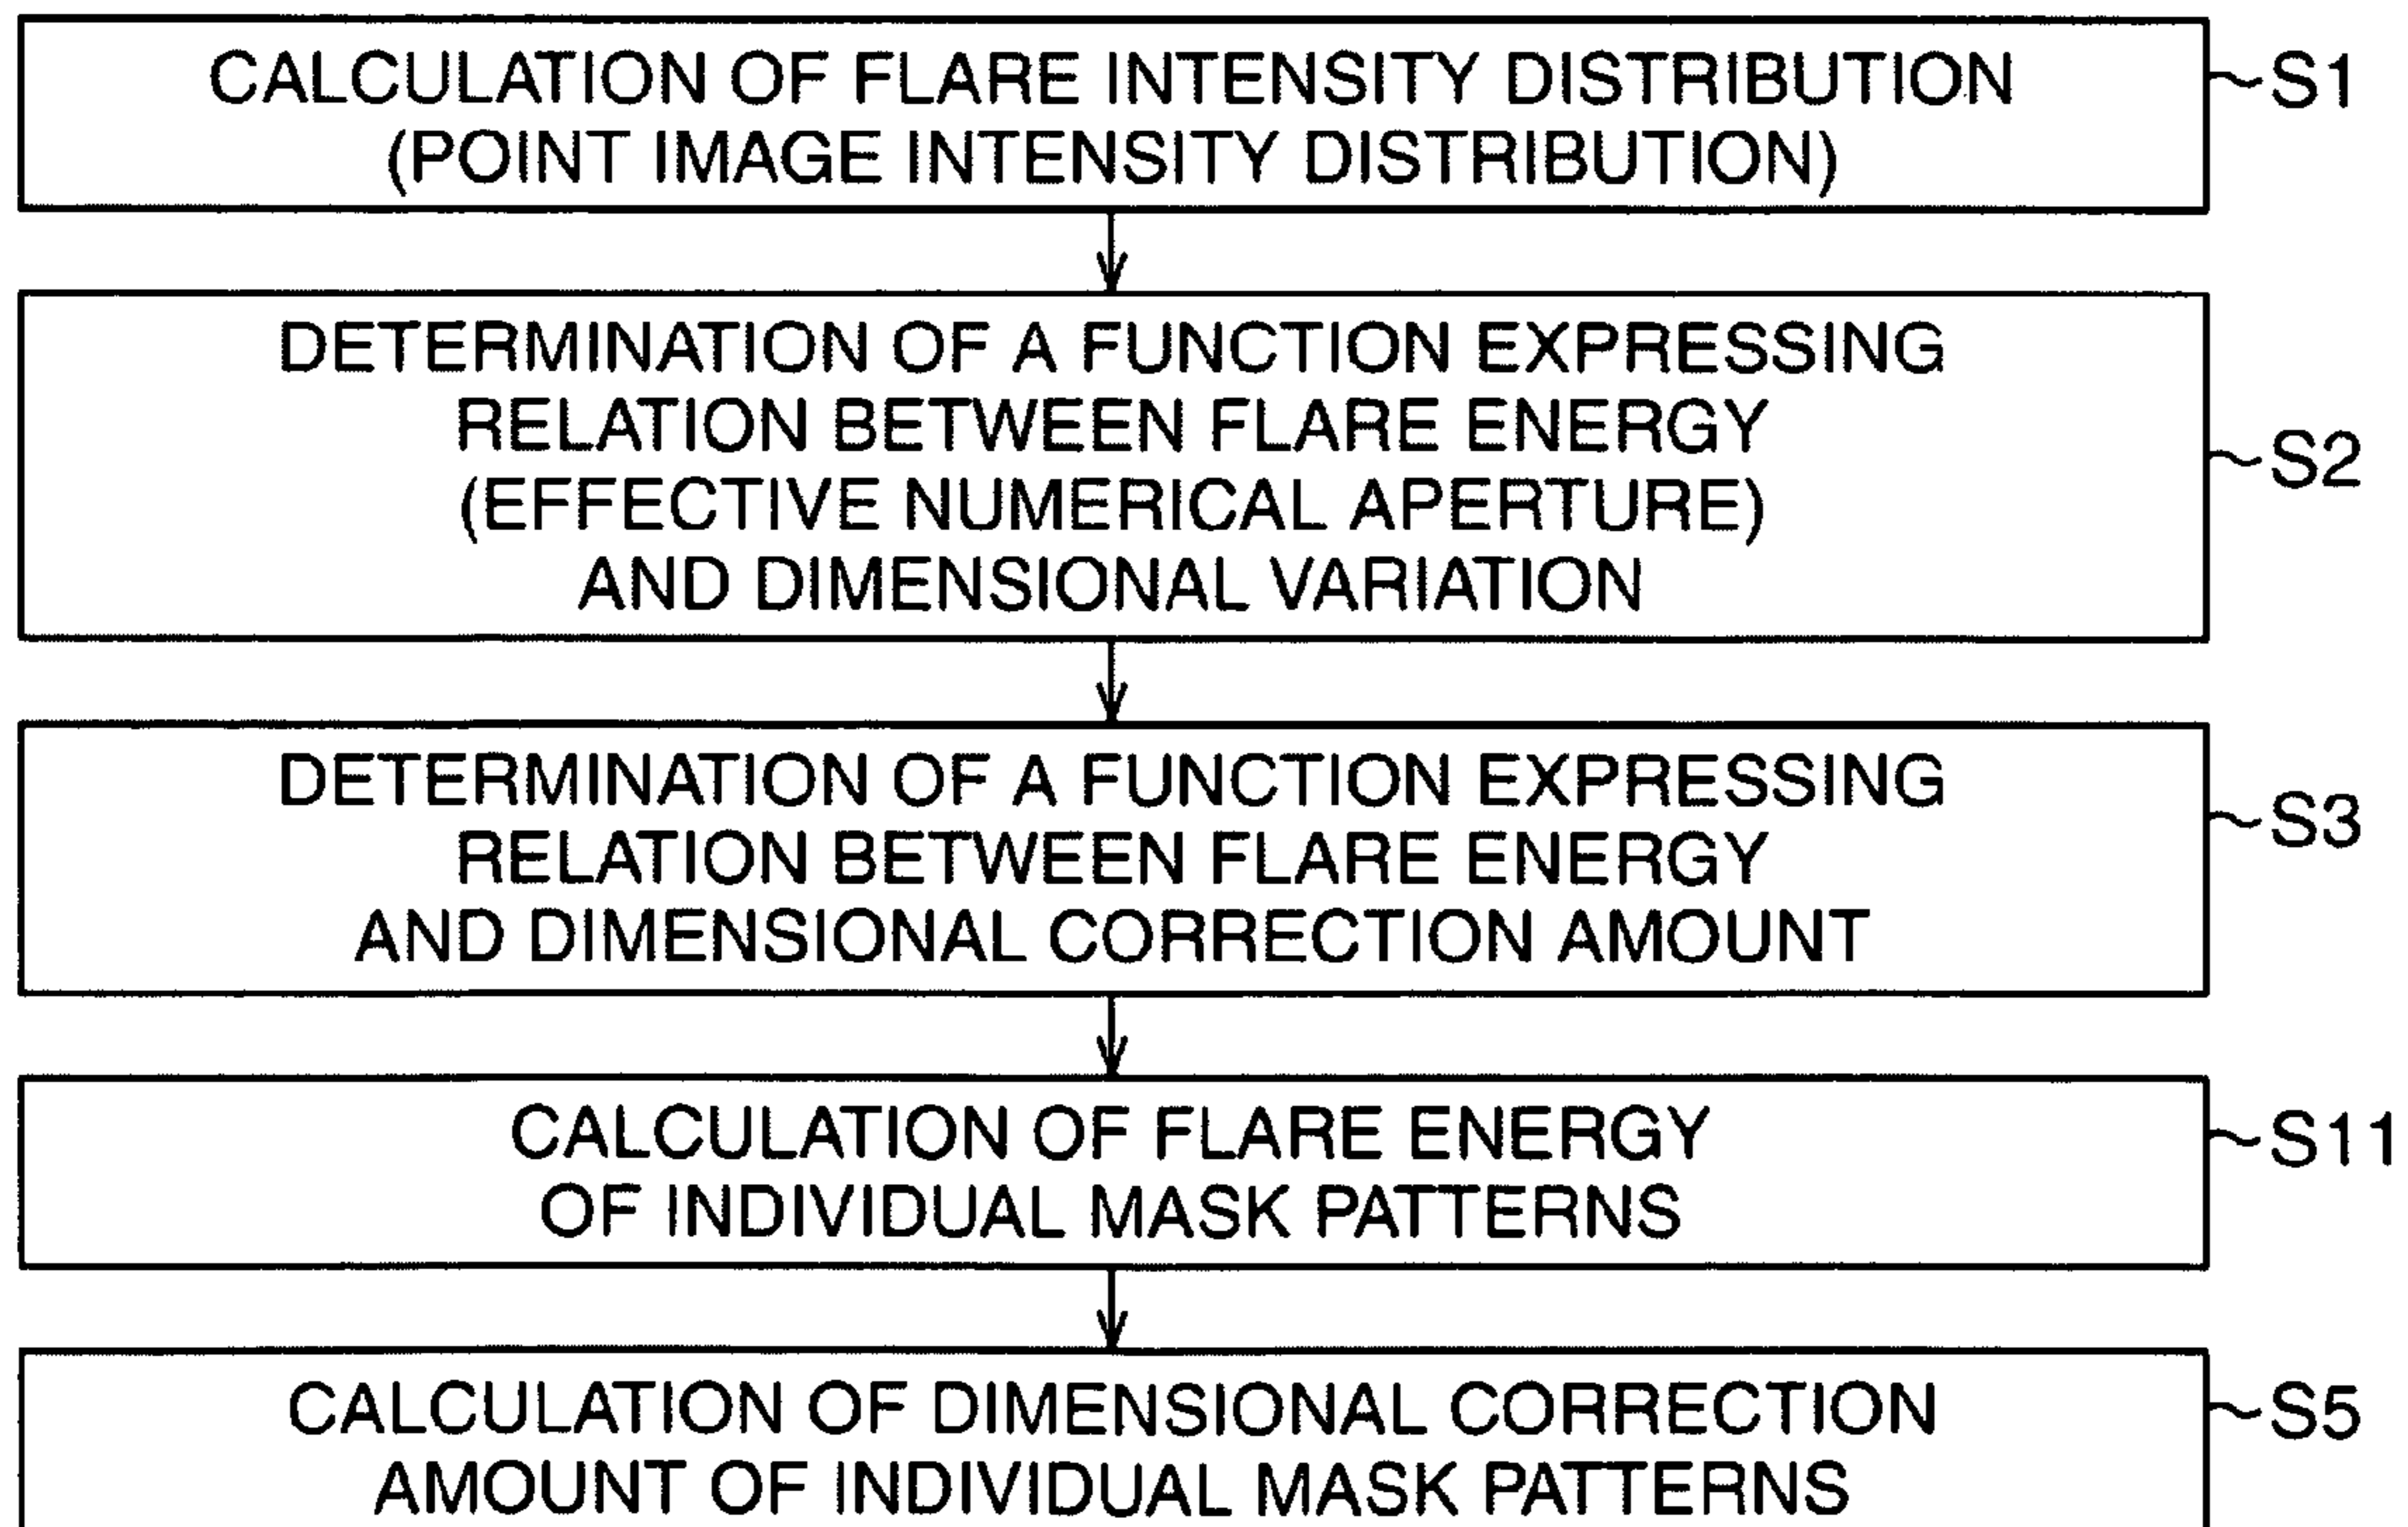 CALCULATION OF FLARE INTENSITY DISTRIBUTION
(POINT IMAGE INTENSITY DISTRIBUTION)
~S1
DETERMINATION OF A FUNCTION EXPRESSING
RELATION BETWEEN FLARE ENERGY
(EFFECTIVE NUMERICAL APERTURE)
AND DIMENSIONAL VARIATION
~S2
DETERMINATION OF A FUNCTION EXPRESSING
RELATION BETWEEN FLARE ENERGY
AND DIMENSIONAL CORRECTION AMOUNT
~S3
CALCULATION OF FLARE ENERGY
OF INDIVIDUAL MASK PATTERNS
~S11
CALCULATION OF DIMENSIONAL CORRECTION
AMOUNT OF INDIVIDUAL MASK PATTERNS
~S5